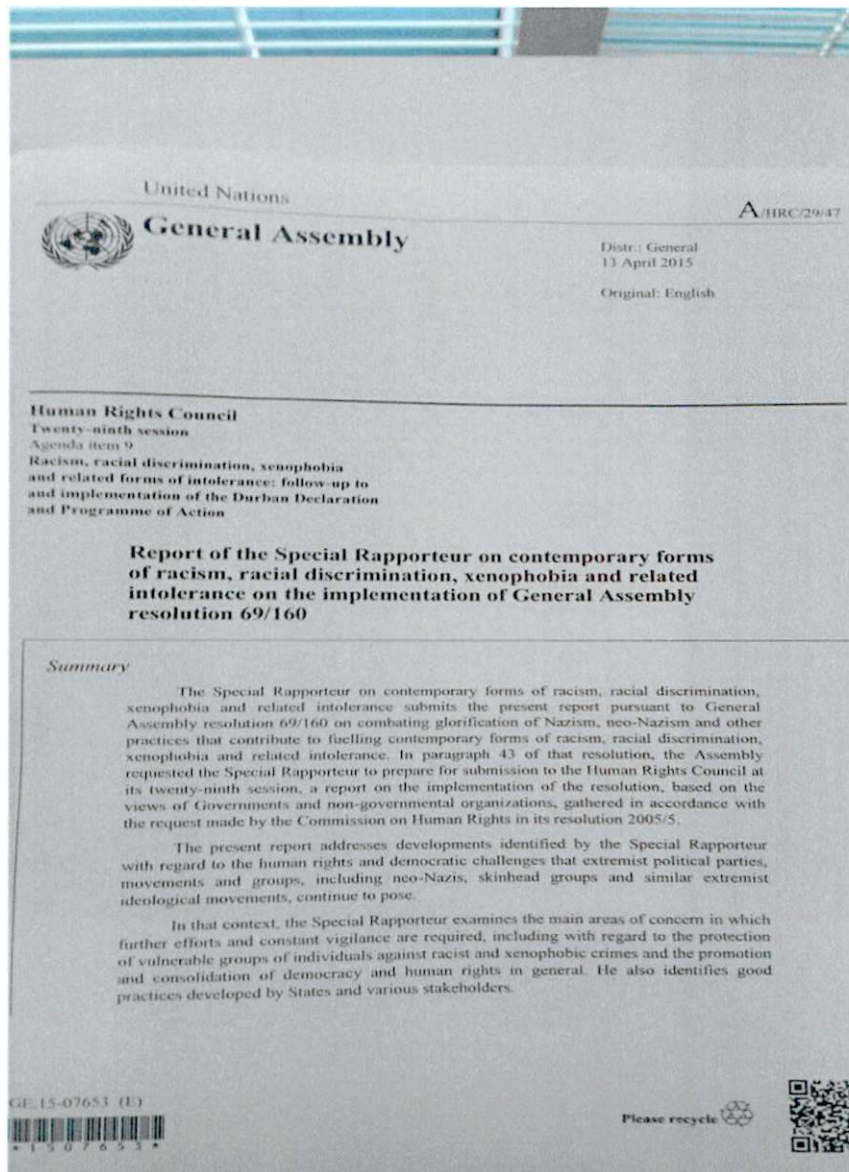 United Nations
A/HRC/29/47
General Assembly
Distr.: General
13 April 2015
Original: English
Human Rights Council
Twenty-ninth session
Agenda item 9
Racism, racial discrimination, xenophobia
and related forms of intolerance: follow-up to
and implementation of the Durban Declaration
and Programme of Action
Report of the Special Rapporteur on contemporary forms
of racism, racial discrimination, xenophobia and related
intolerance on the implementation of General Assembly
resolution 69/160
Summary
The Special Rapporteur on contemporary forms of racism, racial discrimination,
xenophobia and related intolerance submits the present report pursuant to General
Assembly resolution 69/160 on combating glorification of Nazism, neo-Nazism and other
practices that contribute to fuelling contemporary forms of racism, racial discrimination,
xenophobia and related intolerance. In paragraph 43 of that resolution, the Assembly
requested the Special Rapporteur to prepare for submission to the Human Rights Council at
its twenty-ninth session, a report on the implementation of the resolution, based on the
views of Governments and non-governmental organizations, gathered in accordance with
the request made by the Commission on Human Rights in its resolution 2005/5.
The present report addresses developments identified by the Special Rapporteur
with regard to the human rights and democratic challenges that extremist political parties,
movements and groups, including neo-Nazis, skinhead groups and similar extremist
ideological movements, continue to pose.
In that context, the Special Rapporteur examines the main areas of concern in which
further efforts and constant vigilance are required, including with regard to the protection
of vulnerable groups of individuals against racist and xenophobic crimes and the promotion
and consolidation of democracy and human rights in general. He also identifies good
practices developed by States and various stakeholders.
GE.15-07653 (E)
*1507653*
Please recycle